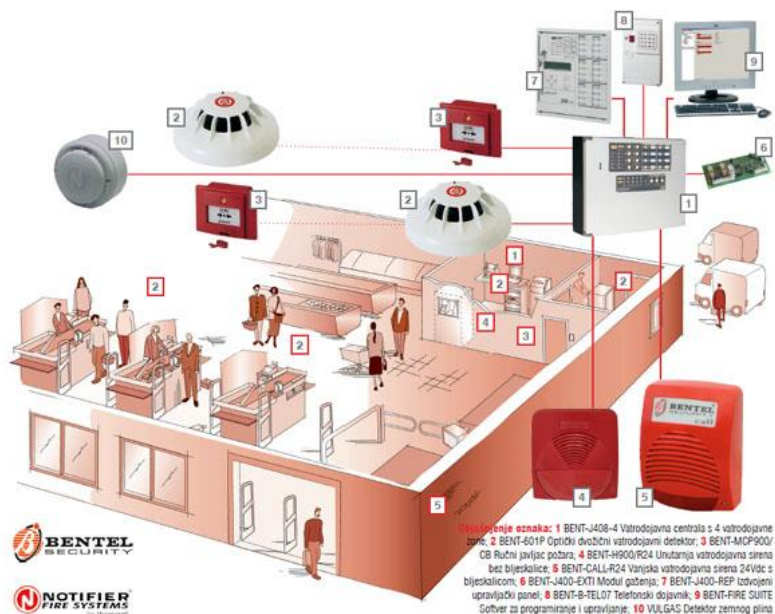 8
7
9
2
3
10
6
3
2
1
1
2
2
2
4
3
2
BENTEL
SECURITY
call
5
4
5
Objašnjenje oznaka: 1 BENT-J408-4 Vatrodojavna centrala s 4 vatrodojavne
zone; 2 BENT-601P Optički dvožični vatrodojavni detektor; 3 BENT-MCP900/
CB Ručni javljač požara; 4 BENT-H900/R24 Unutarnja vatrodojavna sirena
bez bljeskalice; 5 BENT-CALL-R24 Vanjska vatrodojavna sirena 24Vdc s
bljeskalicom; 6 BENT-J400-EXTI Modul gašenja; 7 BENT-J400-REP Izdvojeni
upravljački panel; 8 BENT-B-TEL07 Telefonski dojavnik; 9 BENT-FIRE SUITE
Softver za programiranje i upravljanje; 10 VULGAS Detektor zemnog plina
BENTEL
SECURITY
NOTIFIER
FIRE SYSTEMS